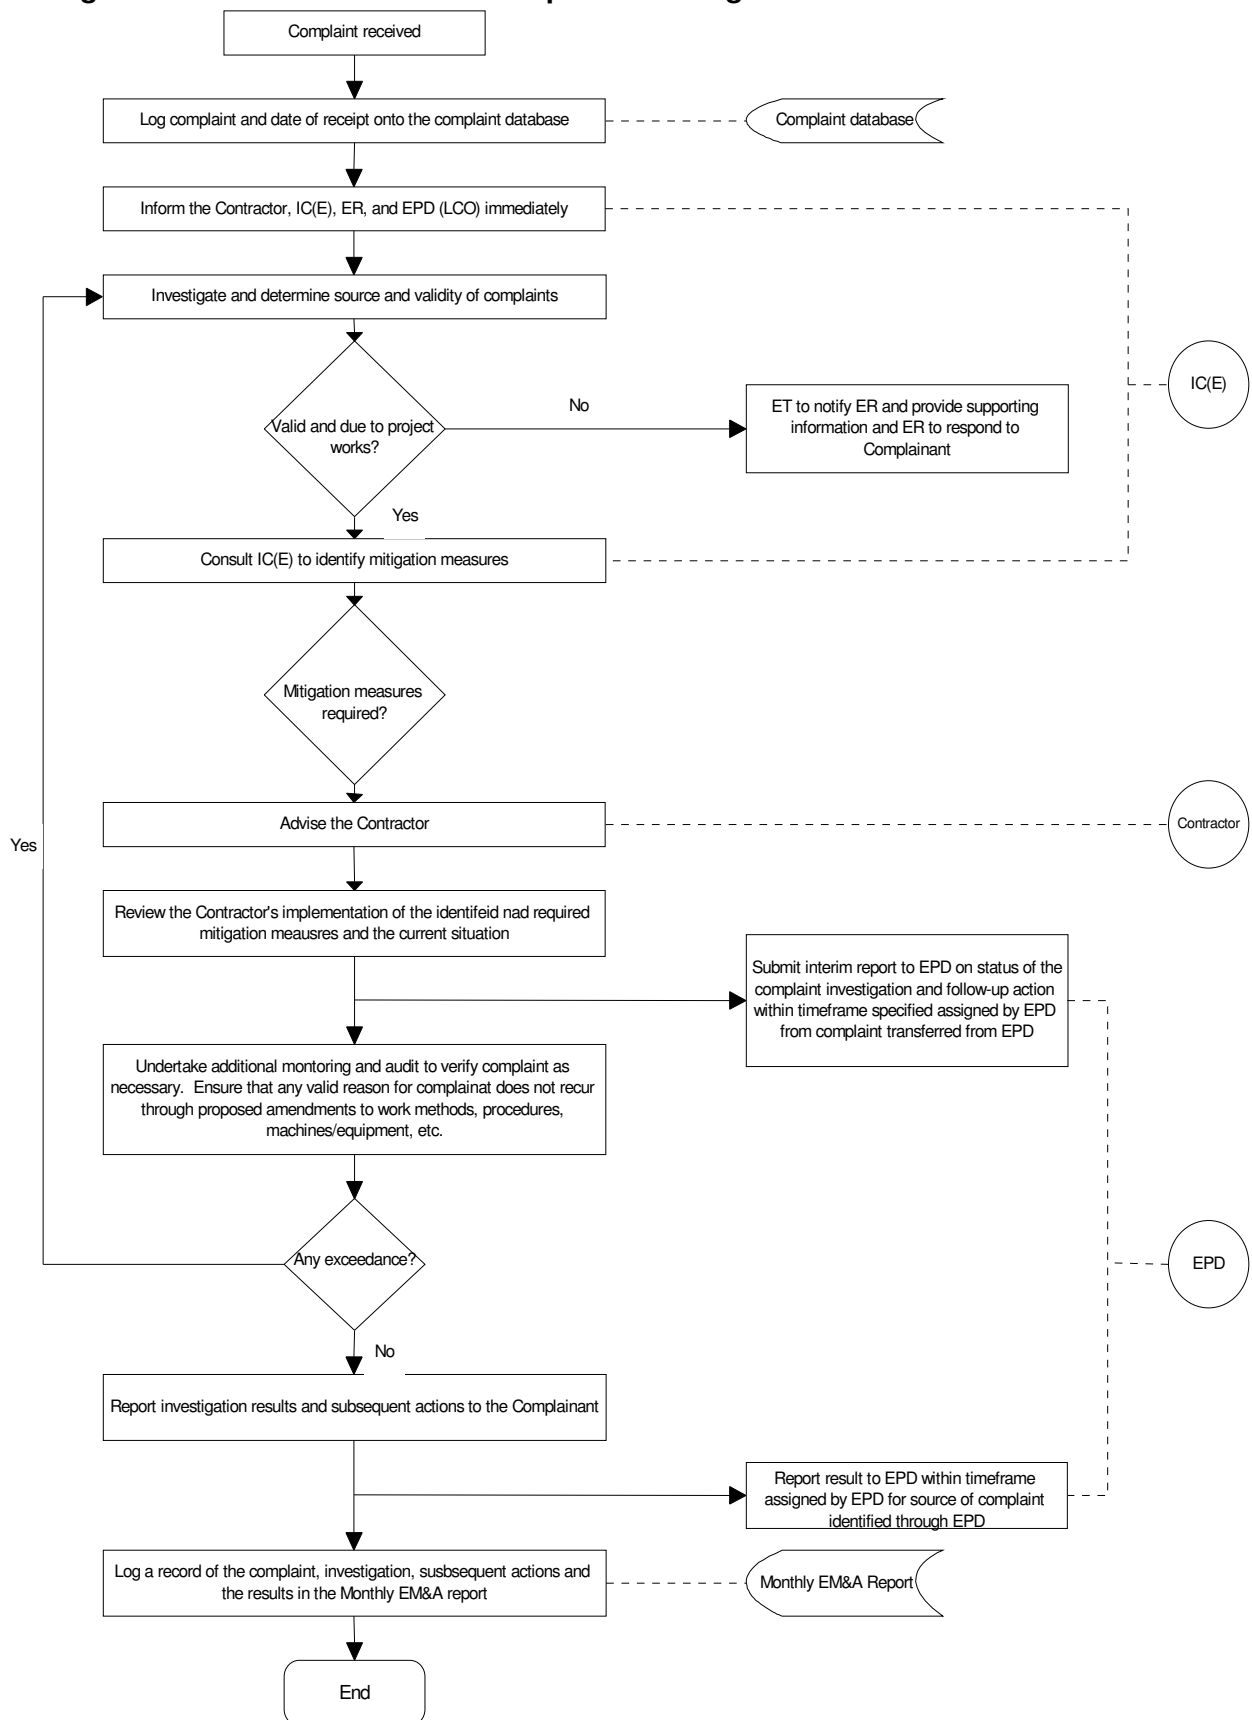 Complaint received
Log complaint and date of receipt onto the complaint database
Complaint database
Inform the Contractor, IC(E), ER, and EPD (LCO) immediately
Investigate and determine source and validity of complaints
IC(E)
Valid and due to project
works?
No
ET to notify ER and provide supporting
information and ER to respond to
Complainant
Yes
Consult IC(E) to identify mitigation measures
Mitigation measures
required?
Advise the Contractor
Contractor
Yes
Review the Contractor's implementation of the identifeid nad required
mitigation meausres and the current situation
Submit interim report to EPD on status of the
complaint investigation and follow-up action
within timeframe specified assigned by EPD
from complaint transferred from EPD
Undertake additional montoring and audit to verify complaint as
necessary. Ensure that any valid reason for complainat does not recur
through proposed amendments to work methods, procedures,
machines/equipment, etc.
Any exceedance?
EPD
No
Report investigation results and subsequent actions to the Complainant
Report result to EPD within timeframe
assigned by EPD for source of complaint
identified through EPD
Log a record of the complaint, investigation, susbsequent actions and
the results in the Monthly EM&A report
Monthly EM&A Report
End